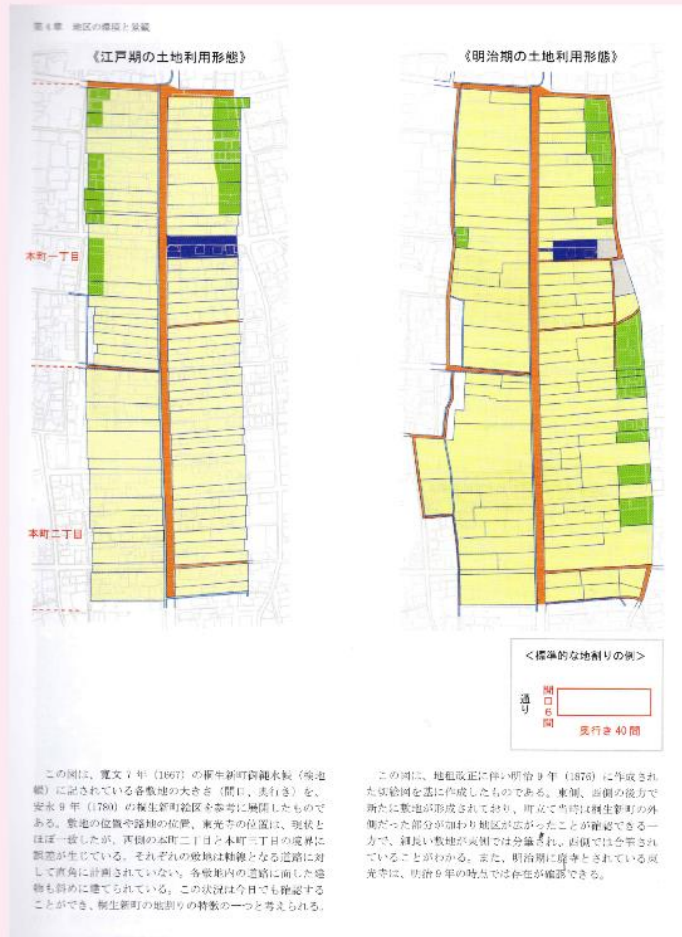 第4章 地区の環境と景観
《江戸期の土地利用形態》
《明治期の土地利用形態》
本町一丁目
本町二丁目
<標準的な地割りの例>
通り
間口6間
奥行き40間
この図は、寛文7年(1667)の桐生新町御縄水帳(検地
帳)に記されている各敷地の大きさ(間口、奥行き)を、
安永9年(1780)の桐生新町絵図を参考に展開したもので
ある。敷地の位置や路地の位置、東光寺の位置は、現状と
ほぼ一致したが、西側の本町二丁目と本町三丁目の境界に
誤差が生じている。それぞれの敷地は軸線となる道路に対
して直角に計画されていない。各敷地内の道路に面した建
物も斜めに建てられている。この状況は今日でも確認する
ことができ、桐生新町の地割りの特徴の一つと考えられる。
この図は、地租改正に伴い明治9年(1876)に作成され
た切絵図を基に作成したものである。東側、西側の後方で
新たに敷地が形成されており、町立て当時は桐生新町の外
側だった部分が加わり地区が広がったことが確認できる一
方で、細長い敷地が東側では分筆され、西側では合筆され
ていることがわかる。また、明治期に廃寺とされている東
光寺は、明治9年の時点では存在が確認できる。